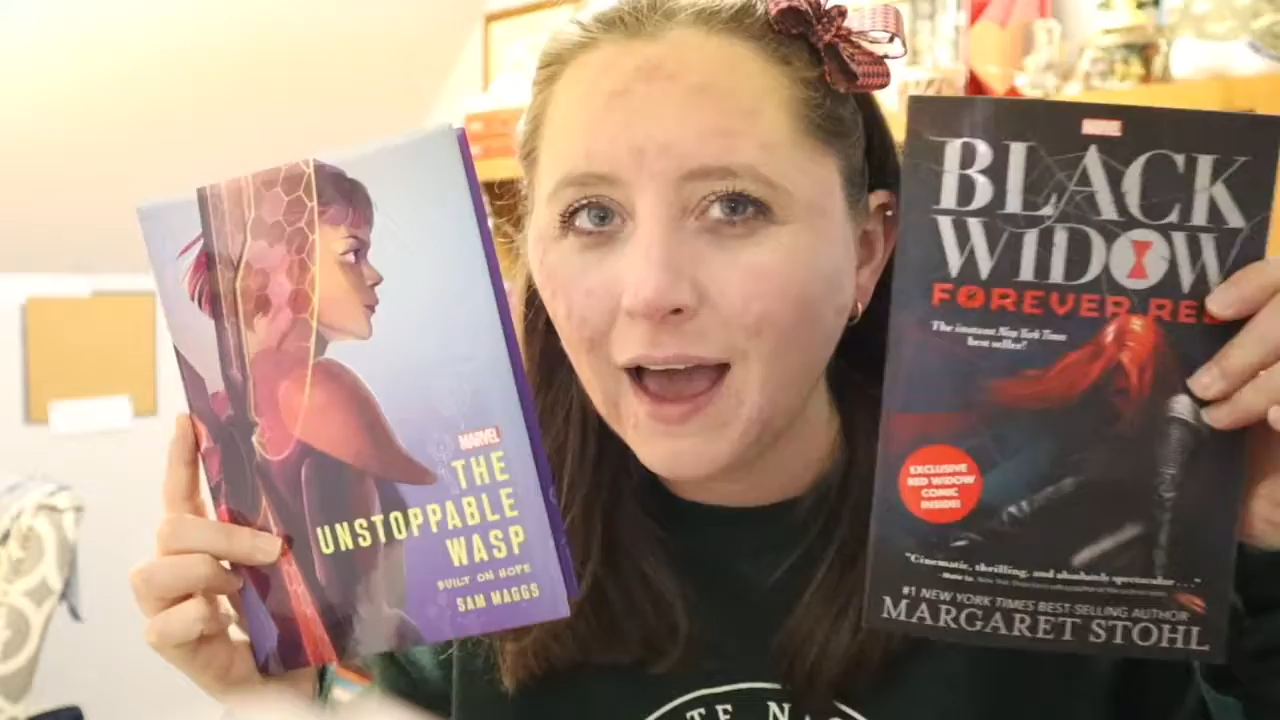 MARVEL
THE
UNSTOPPABLE
WASP
BUILT ON HOPE
SAM MAGGS
MARVEL
BLACK
WIDOW
FOREVER RED
The instant New York Times
best seller!
EXCLUSIVE
RED WIDOW
COMIC
INSIDE!
"Cinematic, thrilling, and absolutely spectacular..."
#1 NEW YORK TIMES BEST-SELLING AUTHOR
MARGARET STOHL